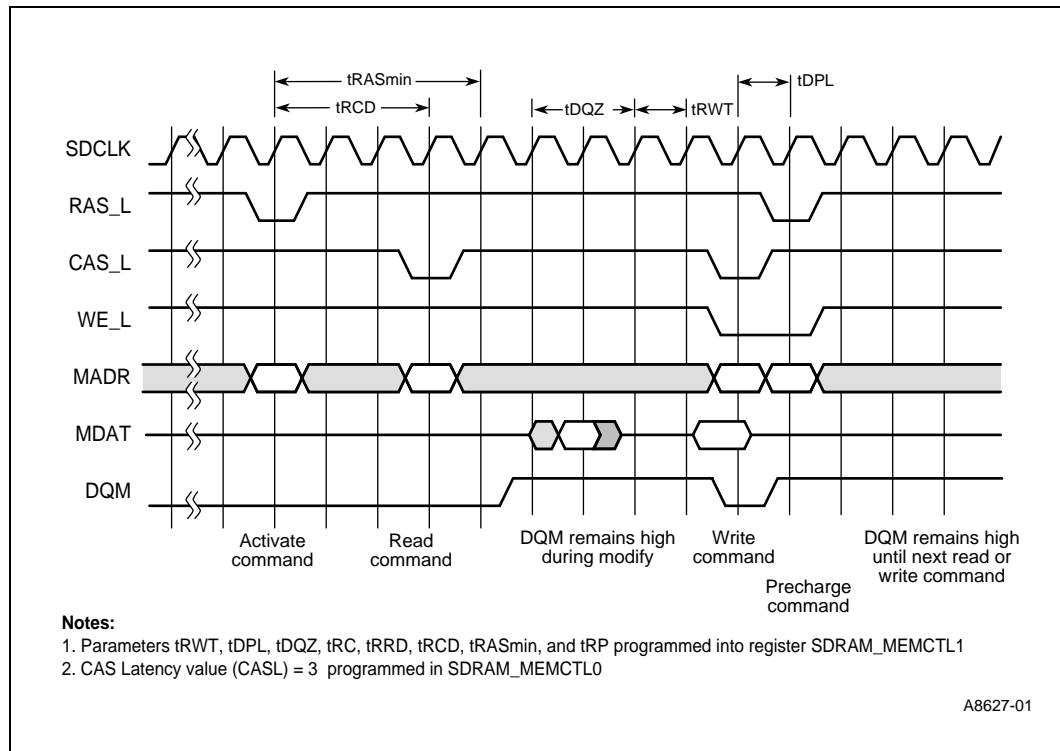 tRASmin
tDPL
tRCD
tDQZ
tRWT
SDCLK
RAS_L
CAS_L
WE_L
MADR
MDAT
DQM
Activate
command
Read
command
DQM remains high
during modify
Write
command
Precharge
command
DQM remains high
until next read or
write command
Notes:
1. Parameters tRWT, tDPL, tDQZ, tRC, tRRD, tRCD, tRASmin, and tRP programmed into register SDRAM_MEMCTL1
2. CAS Latency value (CASL) = 3 programmed in SDRAM_MEMCTL0
A8627-01